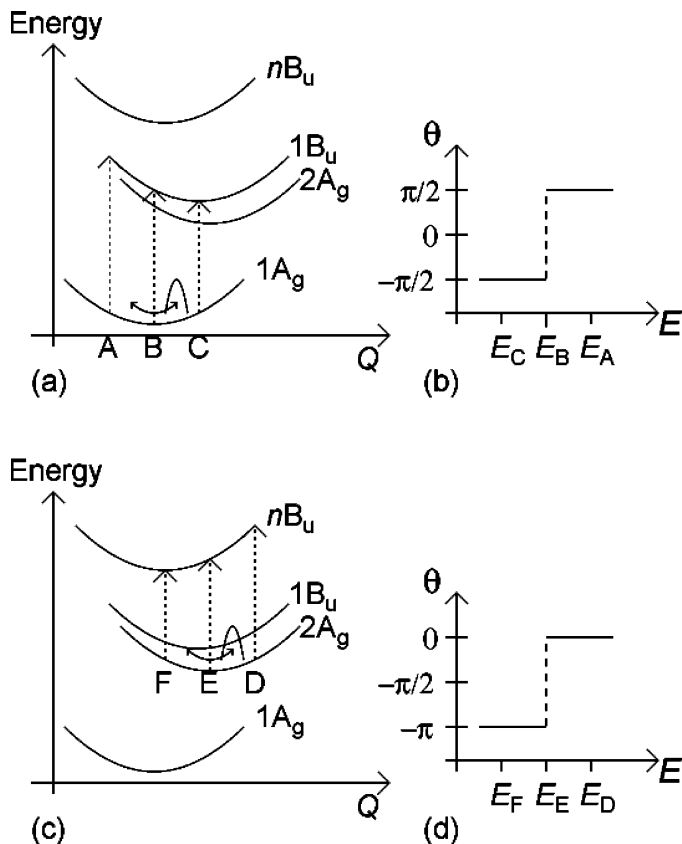 Energy
nBu
1Bu
2Ag
1Ag
A B C
Q
(a)
θ
π/2
0
−π/2
EC EB EA
E
(b)
Energy
nBu
1Bu
2Ag
F E D
1Ag
Q
(c)
θ
0
−π/2
−π
EF EE ED
E
(d)